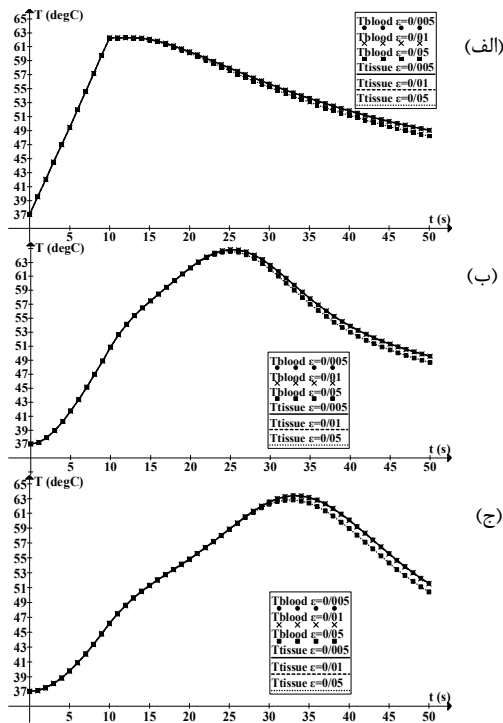 T (degC)
65
63
61
59
57
55
53
51
49
47
45
43
41
39
37
Tblood ε=0/005
Tblood ε=0/01
Tblood ε=0/05
Ttissue ε=0/005
Ttissue ε=0/01
Ttissue ε=0/05
(الف)
t (s)
5 10 15 20 25 30 35 40 45 50
T (degC)
63
61
59
57
55
53
51
49
47
45
43
41
39
37
(ب)
Tblood ε=0/005
Tblood ε=0/01
Tblood ε=0/05
Ttissue ε=0/005
Ttissue ε=0/01
Ttissue ε=0/05
t (s)
5 10 15 20 25 30 35 40 45 50
T (degC)
65
63
61
59
57
55
53
51
49
47
45
43
41
39
37
(ج)
Tblood ε=0/005
Tblood ε=0/01
Tblood ε=0/05
Ttissue ε=0/005
Ttissue ε=0/01
Ttissue ε=0/05
t (s)
5 10 15 20 25 30 35 40 45 50